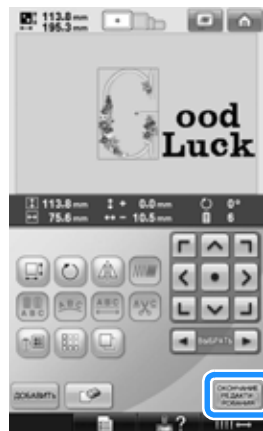 113.8 mm
195.3 mm
G ood
Luck
113.8 mm + 0.0 mm 0°
75.6 mm - 10.5 mm 6
ABC ABC ABC
ВЫБРАТЬ
ДОБАВИТЬ
ОКОНЧАНИЕ
РЕДАКТИ-
РОВАНИЯ
?